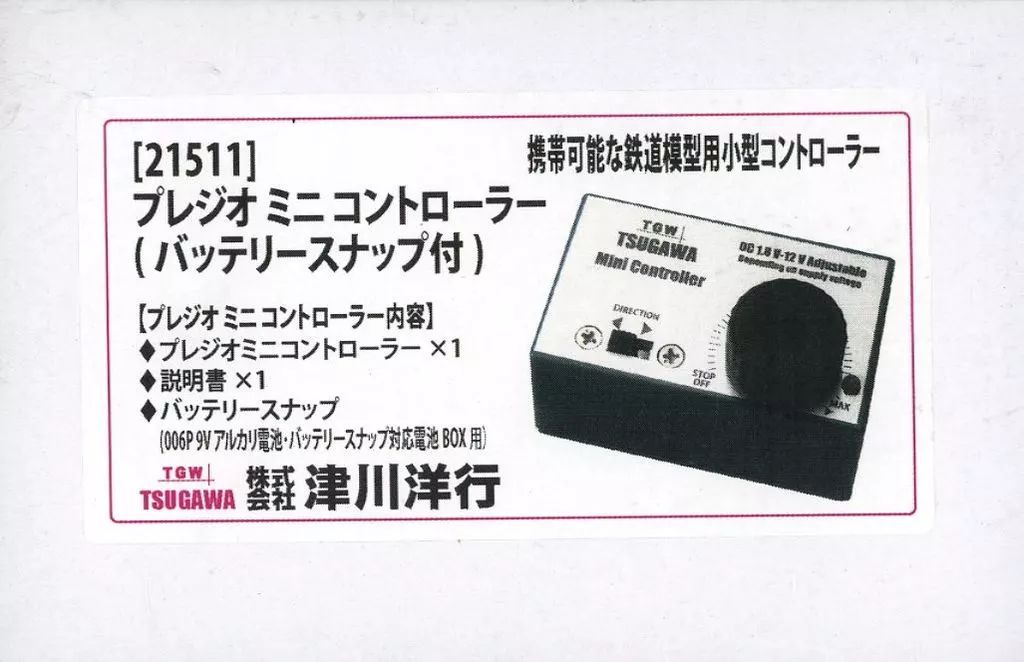 [21511]
プレジオ ミニ コントローラー
(バッテリースナップ付)
【プレジオ ミニ コントローラー内容】
◆プレジオミニコントローラー ×1
◆説明書 ×1
◆バッテリースナップ
(006P 9V アルカリ電池・バッテリースナップ対応電池 BOX 用)
TGW
TSUGAWA
株式会社 津川洋行
携帯可能な鉄道模型用小型コントローラー
TGW
TSUGAWA
Mini Controller
DC 1.8 V-12 V Adjustable
Depending on supply voltage
DIRECTION
STOP
OFF
MAX